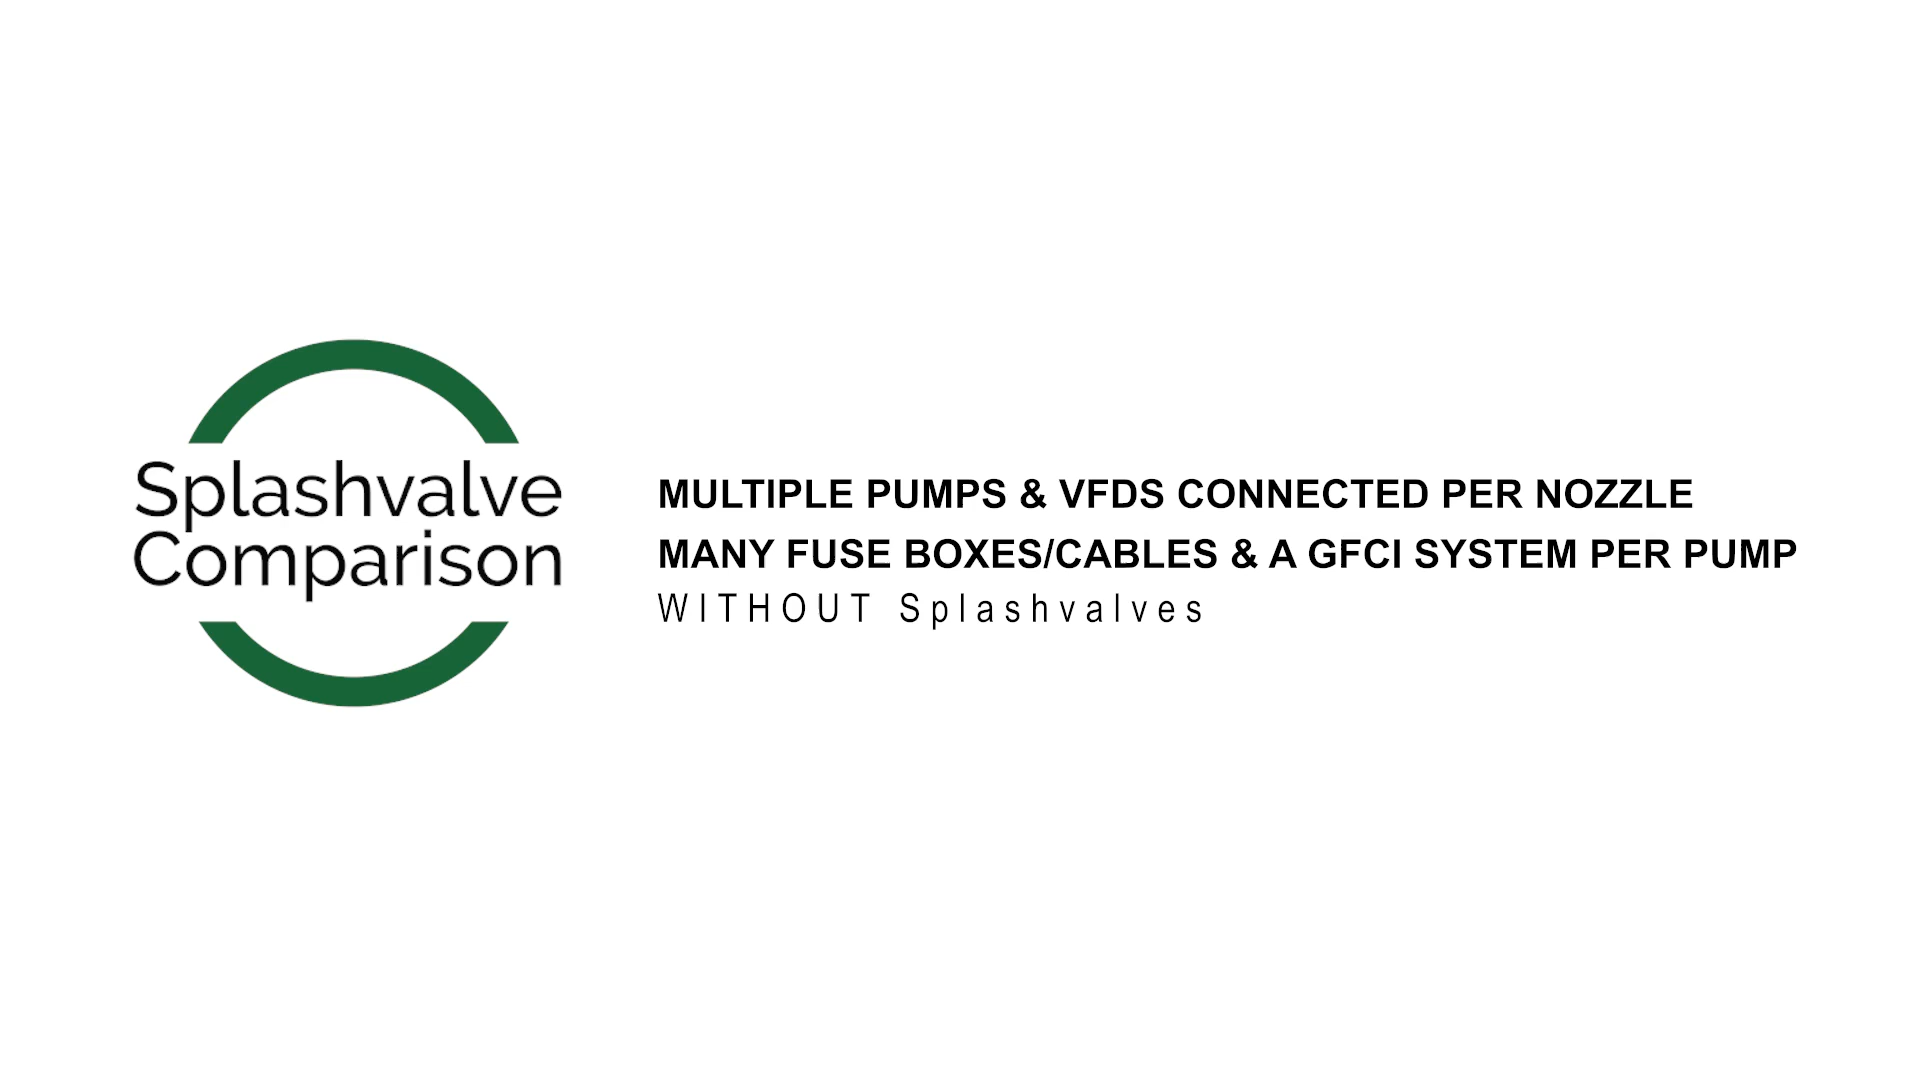 Splashvalve
Comparison
MULTIPLE PUMPS & VFDS CONNECTED PER NOZZLE
MANY FUSE BOXES/CABLES & A GFCI SYSTEM PER PUMP
WITHOUT Splashvalves